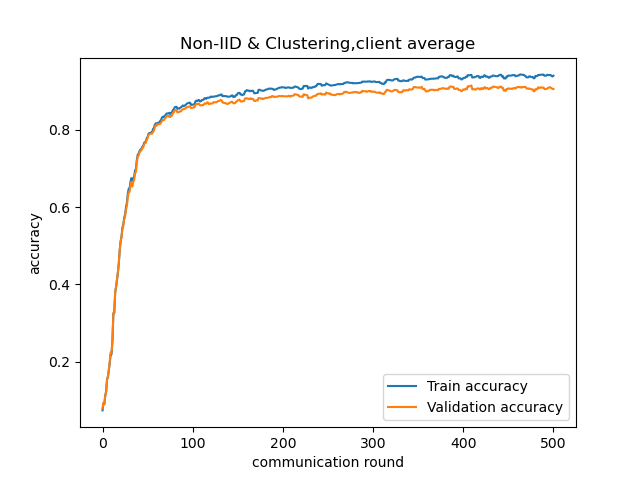 Non-IID & Clustering,client average
accuracy
0.8
0.6
0.4
0.2
0 100 200 300 400 500
communication round
Train accuracy
Validation accuracy